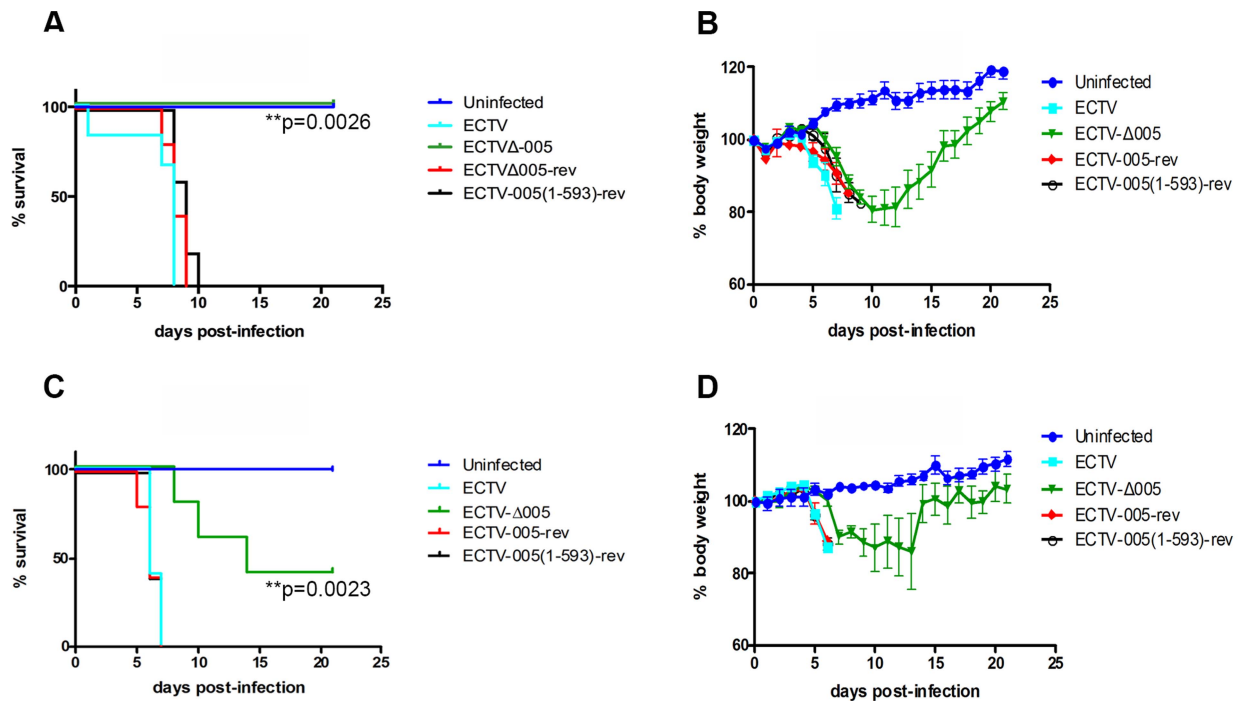 A
% survival
100
50
0
0 5 10 15 20 25
days post-infection
**p=0.0026
Uninfected
ECTV
ECTVΔ-005
ECTVΔ005-rev
ECTV-005(1-593)-rev
B
% body weight
120
100
80
60
0 5 10 15 20 25
days post-infection
Uninfected
ECTV
ECTV-Δ005
ECTV-005-rev
ECTV-005(1-593)-rev
C
% survival
100
50
0
0 5 10 15 20 25
days post-infection
**p=0.0023
Uninfected
ECTV
ECTV-Δ005
ECTV-005-rev
ECTV-005(1-593)-rev
D
% body weight
120
100
80
60
0 5 10 15 20 25
days post-infection
Uninfected
ECTV
ECTV-Δ005
ECTV-005-rev
ECTV-005(1-593)-rev